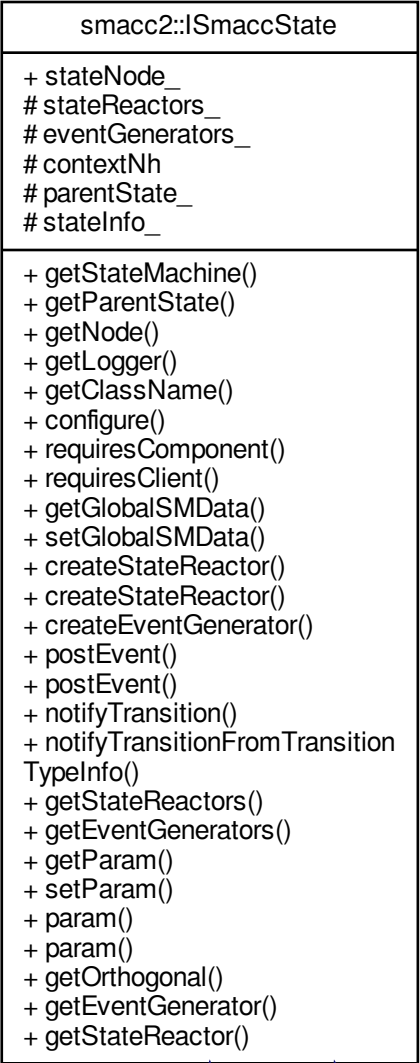 smacc2::ISmaccState
+ stateNode_
# stateReactors_
# eventGenerators_
# contextNh
# parentState_
# stateInfo_
+ getStateMachine()
+ getParentState()
+ getNode()
+ getLogger()
+ getClassName()
+ configure()
+ requiresComponent()
+ requiresClient()
+ getGlobalSMData()
+ setGlobalSMData()
+ createStateReactor()
+ createStateReactor()
+ createEventGenerator()
+ postEvent()
+ postEvent()
+ notifyTransition()
+ notifyTransitionFromTransition
TypeInfo()
+ getStateReactors()
+ getEventGenerators()
+ getParam()
+ setParam()
+ param()
+ param()
+ getOrthogonal()
+ getEventGenerator()
+ getStateReactor()